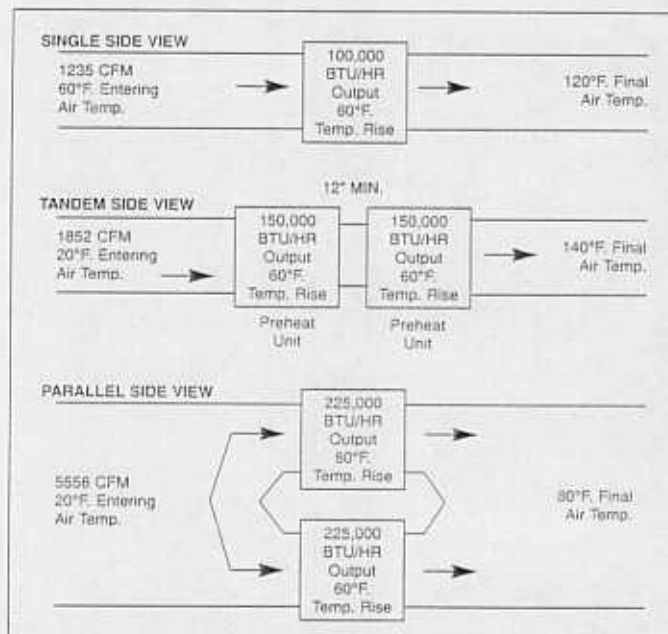 SINGLE SIDE VIEW
1235 CFM
60°F. Entering
Air Temp.
100,000
BTU/HR
Output
60°F.
Temp. Rise
120°F. Final
Air Temp.
12" MIN.
TANDEM SIDE VIEW
1852 CFM
20°F. Entering
Air Temp.
150,000
BTU/HR
Output
60°F.
Temp. Rise
Preheat
Unit
150,000
BTU/HR
Output
60°F.
Temp. Rise
Preheat
Unit
140°F. Final
Air Temp.
PARALLEL SIDE VIEW
5556 CFM
20°F. Entering
Air Temp.
225,000
BTU/HR
Output
60°F.
Temp. Rise
225,000
BTU/HR
Output
60°F.
Temp. Rise
80°F. Final
Air Temp.